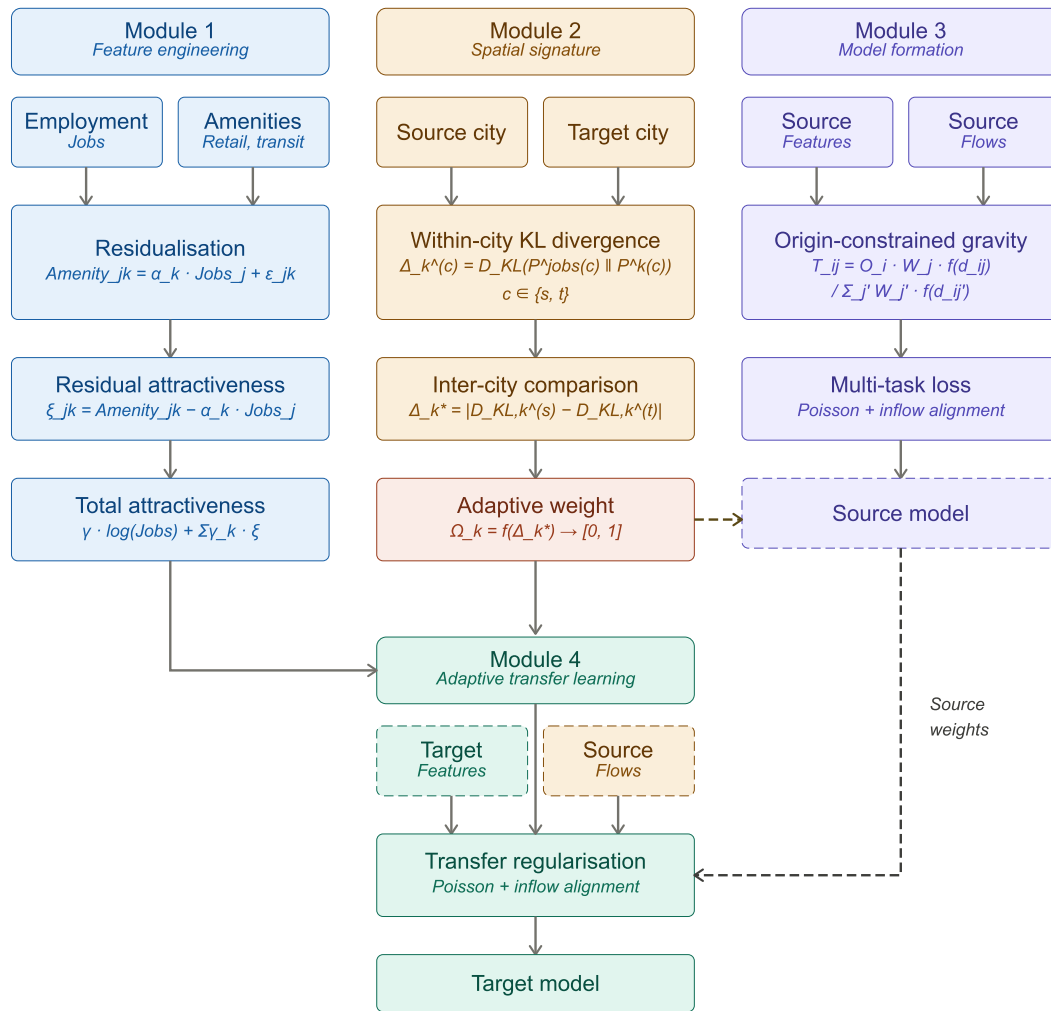 Module 1
Feature engineering
Module 2
Spatial signature
Module 3
Model formation
Employment
Jobs
Amenities
Retail, transit
Source city
Target city
Source
Features
Source
Flows
Residualisation
Amenity_jk = α_k · Jobs_j + ε_jk
Within-city KL divergence
Δ_k^(c) = D_KL(P^jobs(c) ‖ P^k(c))
c ∈ {s, t}
Origin-constrained gravity
T_ij = O_i · W_j · f(d_ij)
/ Σ_j' W_j' · f(d_ij')
Residual attractiveness
ξ_jk = Amenity_jk − α_k · Jobs_j
Inter-city comparison
Δ_k* = |D_KL,k^(s) − D_KL,k^(t)|
Multi-task loss
Poisson + inflow alignment
Total attractiveness
γ · log(Jobs) + Σγ_k · ξ
Adaptive weight
Ω_k = f(Δ_k*) → [0, 1]
Source model
Module 4
Adaptive transfer learning
Source
weights
Target
Features
Source
Flows
Transfer regularisation
Poisson + inflow alignment
Target model